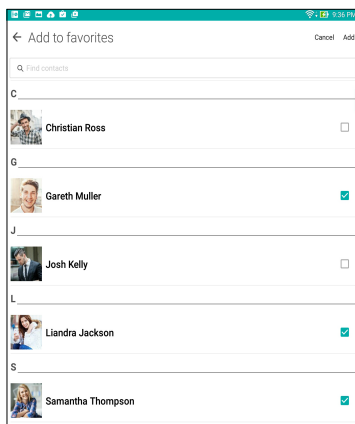 9:36 PM
Add to favorites
Cancel Add
Find contacts
C
Christian Ross
G
Gareth Muller
J
Josh Kelly
L
Liandra Jackson
S
Samantha Thompson